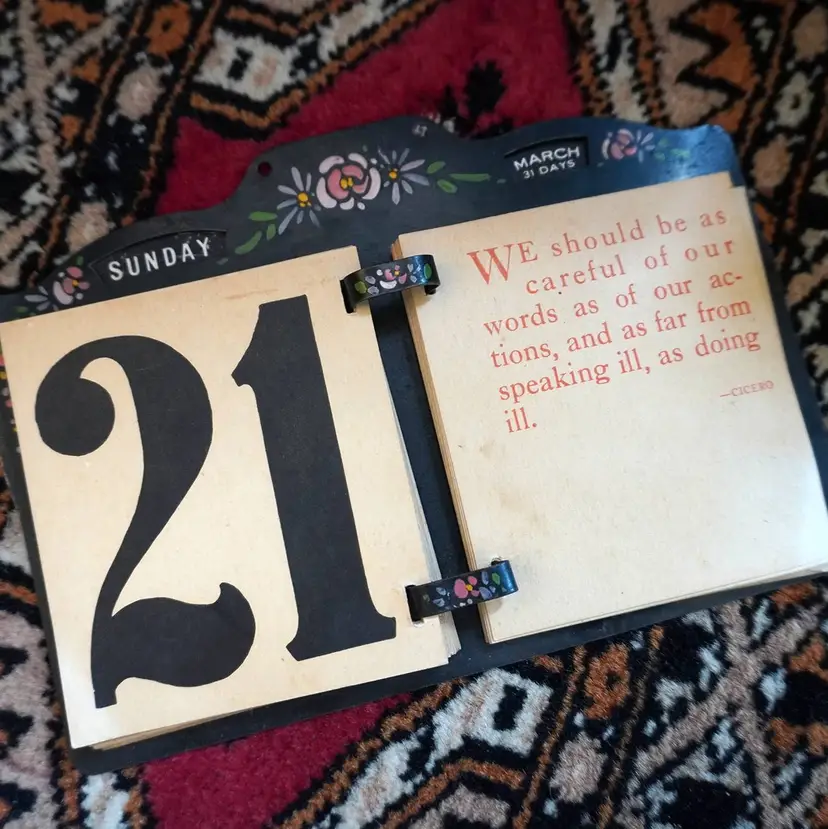 SUNDAY
MARCH
31 DAYS
21
WE should be as
careful of our
words as of our ac-
tions, and as far from
speaking ill, as doing
ill.
—CICERO